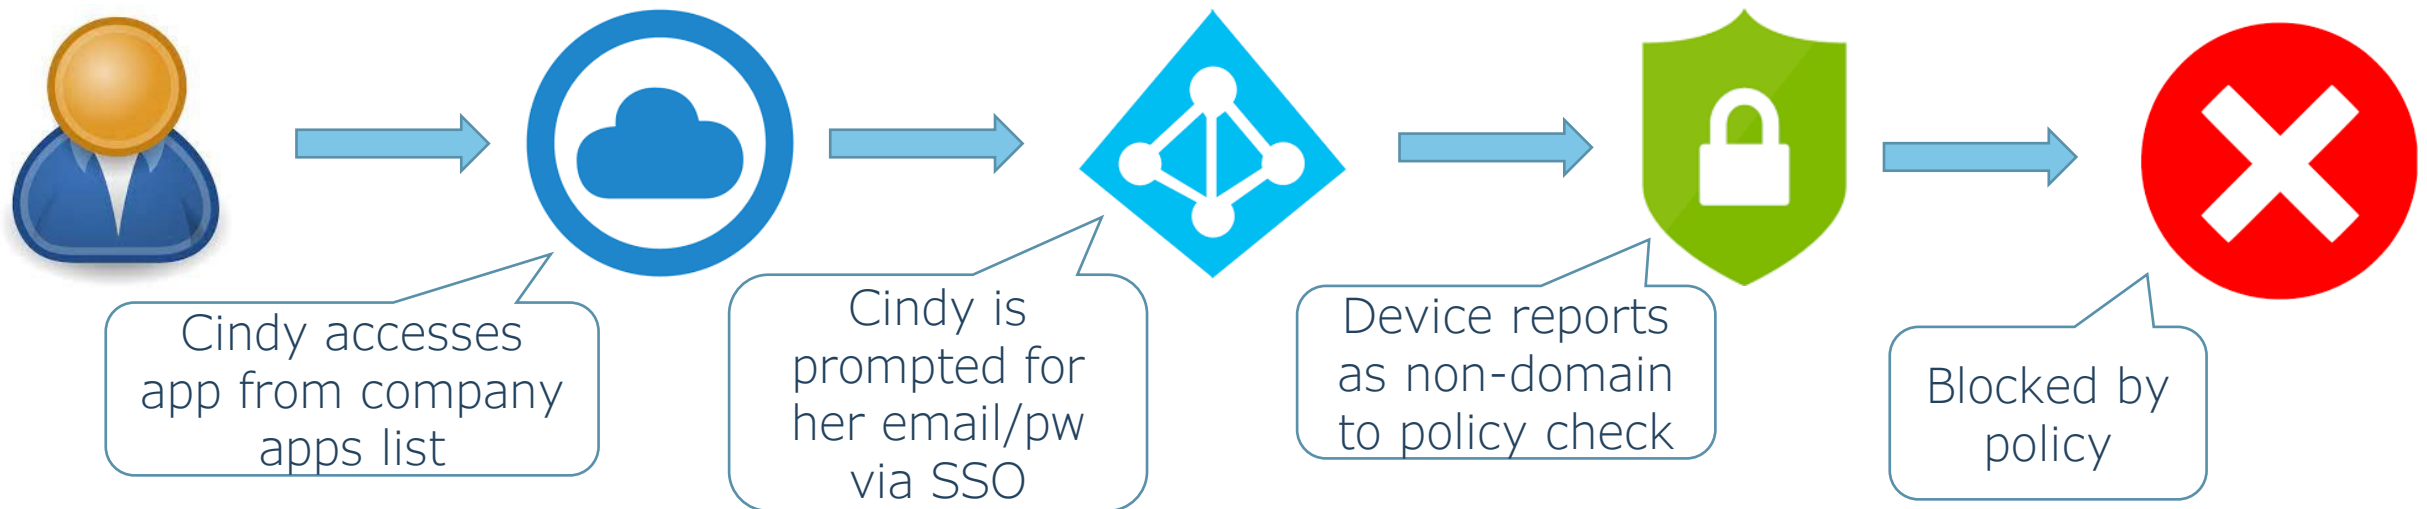 Cindy accesses
app from company
apps list
Cindy is
prompted for
her email/pw
via SSO
Device reports
as non-domain
to policy check
Blocked by
policy